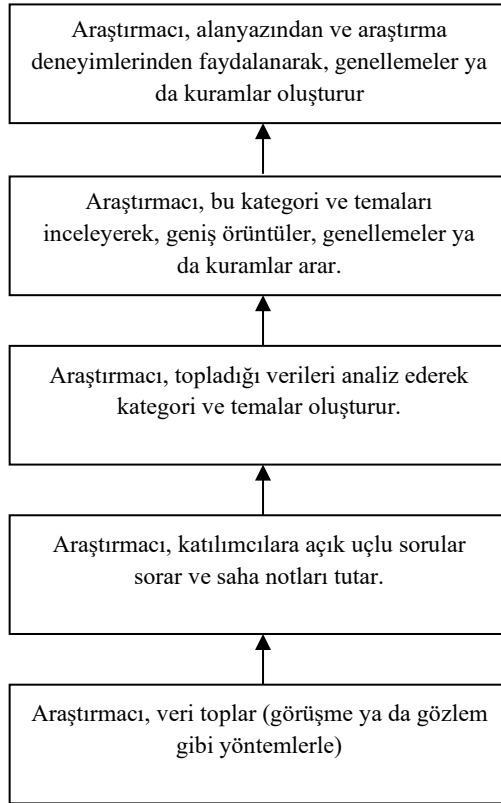 Araştırmacı, alanyazından ve araştırma
deneyimlerinden faydalanarak, genellemeler ya
da kuramlar oluşturur
Araştırmacı, bu kategori ve temaları
inceleyerek, geniş örüntüler, genellemeler ya
da kuramlar arar.
Araştırmacı, topladığı verileri analiz ederek
kategori ve temalar oluşturur.
Araştırmacı, katılımcılara açık uçlu sorular
sorar ve saha notları tutar.
Araştırmacı, veri toplar (görüşme ya da gözlem
gibi yöntemlerle)